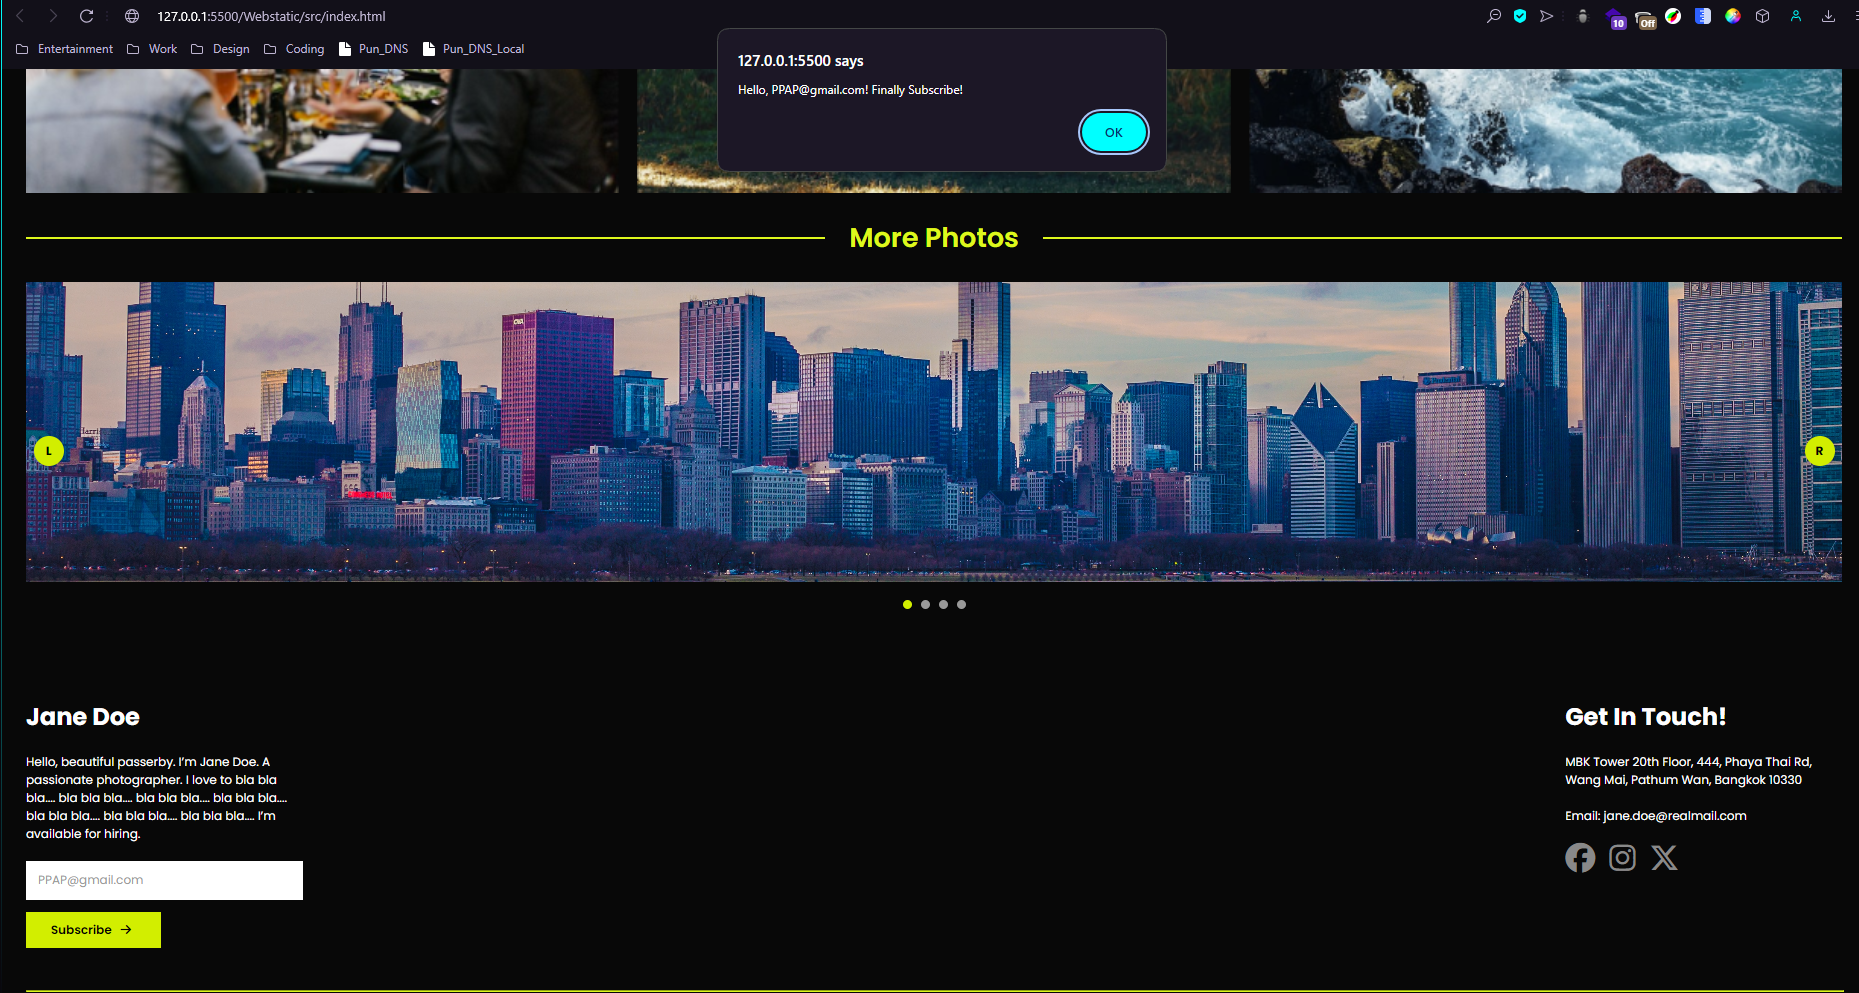 127.0.0.1:5500/Webstatic/src/index.html
10
Off
Entertainment
Work
Design
Coding
Pun_DNS
Pun_DNS_Local
127.0.0.1:5500 says
Hello, PPAP@gmail.com! Finally Subscribe!
OK
More Photos
L
R
Jane Doe
Hello, beautiful passerby. I'm Jane Doe. A
passionate photographer. I love to bla bla
bla.... bla bla bla.... bla bla bla.... bla bla bla....
bla bla bla.... bla bla bla.... bla bla bla.... I'm
available for hiring.
PPAP@gmail.com
Subscribe →
Get In Touch!
MBK Tower 20th Floor, 444, Phaya Thai Rd,
Wang Mai, Pathum Wan, Bangkok 10330
Email: jane.doe@realmail.com